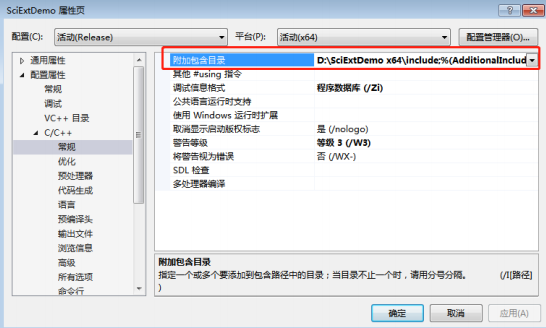 SciExtDemo 属性页
配置(C): 活动(Release) 平台(P): 活动(x64) 配置管理器(O)...
通用属性
配置属性
常规
调试
VC++ 目录
C/C++
常规
优化
预处理器
代码生成
语言
预编译头
输出文件
浏览信息
高级
所有选项
命令行
附加包含目录 D:\SciExtDemo x64\include;%(AdditionalInclud
其他 #using 指令
调试信息格式 程序数据库 (/Zi)
公共语言运行时支持
使用 Windows 运行时扩展
取消显示启动版权标志 是 (/nologo)
警告等级 等级 3 (/W3)
将警告视为错误 否 (/WX-)
SDL 检查
多处理器编译
附加包含目录
指定一个或多个要添加到包含路径中的目录；当目录不止一个时，请用分号分隔。 (/I[路径]
)
确定 取消 应用(A)